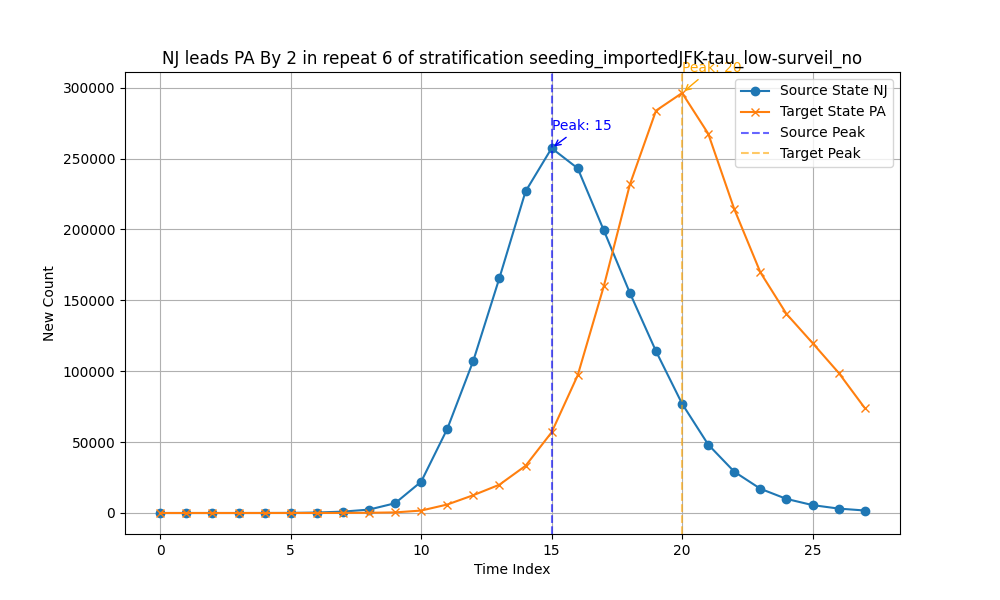 NJ leads PA By 2 in repeat 6 of stratification seeding_importedJFK-tau_low-surveil_no
Peak: 20
Peak: 15
Source State NJ
Target State PA
Source Peak
Target Peak
300000
250000
200000
150000
100000
50000
0
New Count
0 5 10 15 20 25
Time Index